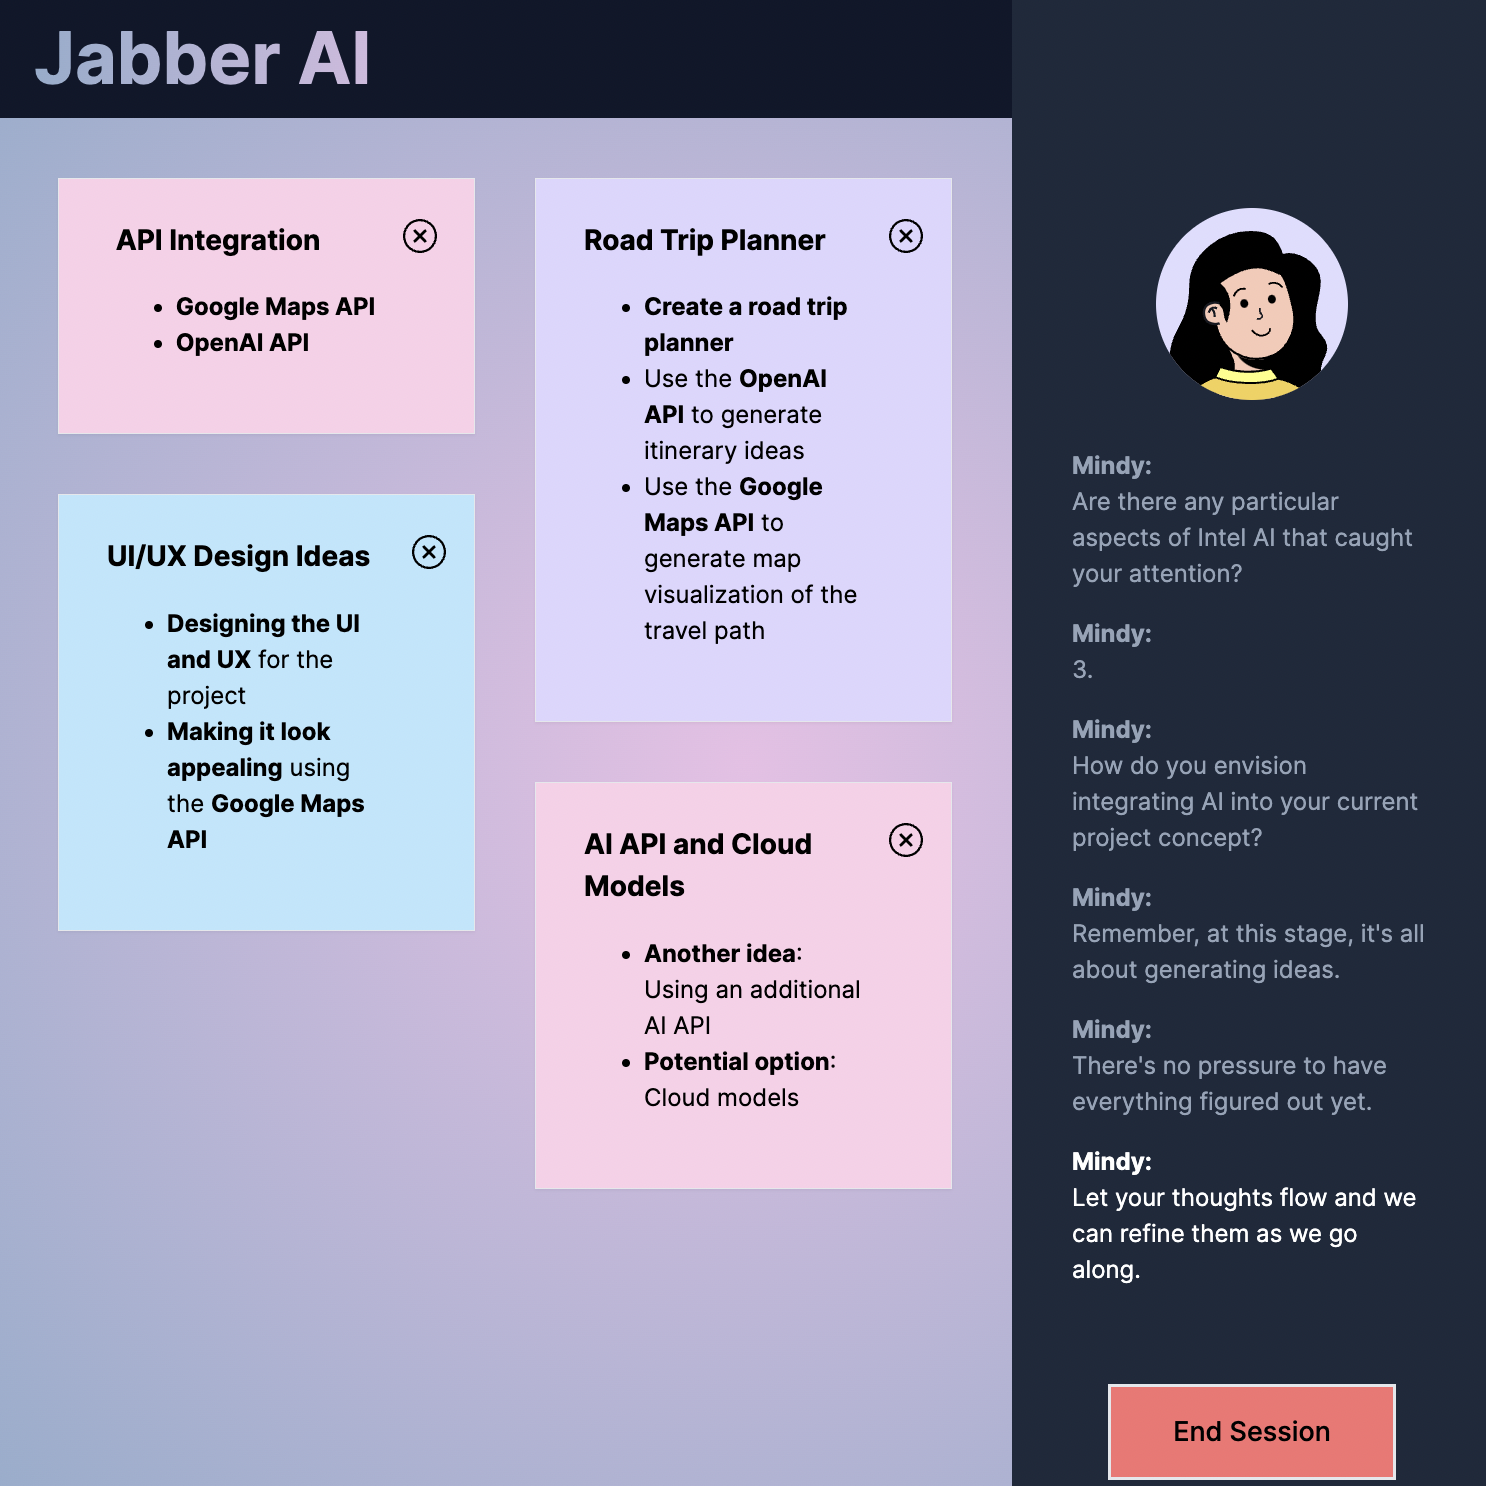 Jabber AI
API Integration
• Google Maps API
• OpenAI API
UI/UX Design Ideas
• Designing the UI
and UX for the
project
• Making it look
appealing using
the Google Maps
API
Road Trip Planner
• Create a road trip
planner
• Use the OpenAI
API to generate
itinerary ideas
• Use the Google
Maps API to
generate map
visualization of the
travel path
AI API and Cloud
Models
• Another idea:
Using an additional
AI API
• Potential option:
Cloud models
Mindy:
Are there any particular
aspects of Intel AI that caught
your attention?
Mindy:
3.
Mindy:
How do you envision
integrating AI into your current
project concept?
Mindy:
Remember, at this stage, it's all
about generating ideas.
Mindy:
There's no pressure to have
everything figured out yet.
Mindy:
Let your thoughts flow and we
can refine them as we go
along.
End Session